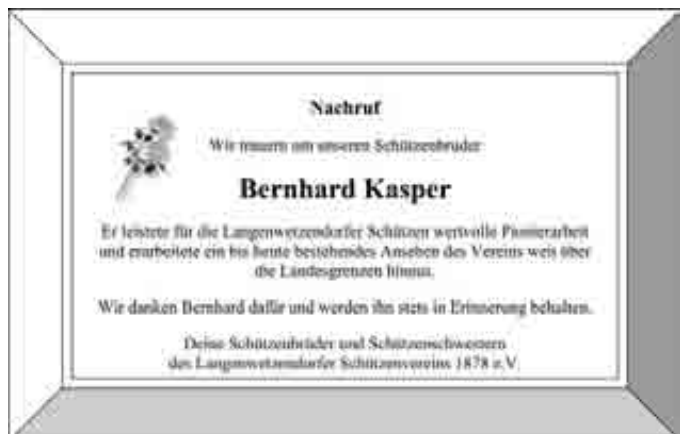 Nachruf
Wir trauern um unseren Schützenbruder
Bernhard Kasper
Er leistete für die Langenwetzendorfer Schützen wertvolle Pionierarbeit
und erarbeitete ein bis heute bestehendes Ansehen des Vereins weit über
die Landesgrenzen hinaus.
Wir danken Bernhard dafür und werden ihn stets in Erinnerung behalten.
Deine Schützenbrüder und Schützenschwestern
des Langenwetzendorfer Schützenvereins 1878 e.V.